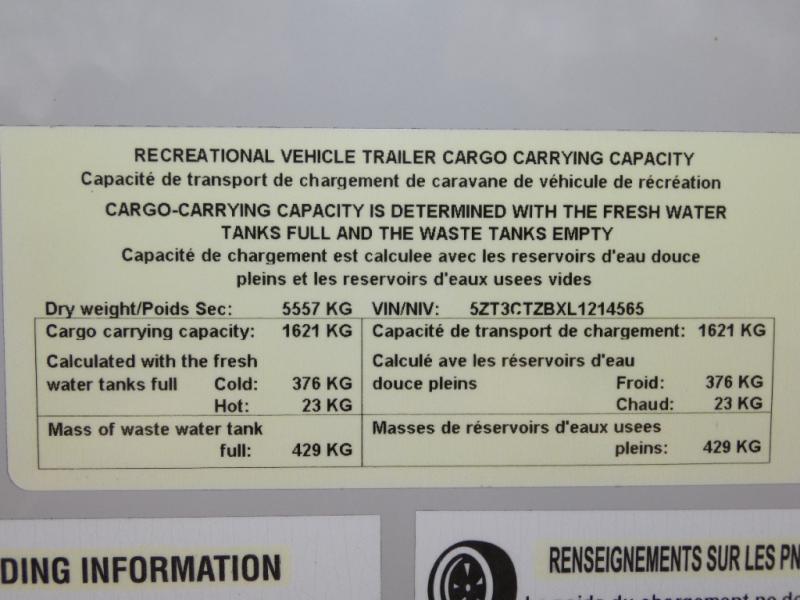 RECREATIONAL VEHICLE TRAILER CARGO CARRYING CAPACITY
Capacité de transport de chargement de caravane de véhicule de récréation
CARGO-CARRYING CAPACITY IS DETERMINED WITH THE FRESH WATER
TANKS FULL AND THE WASTE TANKS EMPTY
Capacité de chargement est calculee avec les reservoirs d'eau douce
pleins et les reservoirs d'eaux usees vides
Dry weight/Poids Sec: 5557 KG VIN/NIV: 5ZT3CTZBXL1214565
Cargo carrying capacity: 1621 KG Capacité de transport de chargement: 1621 KG
Calculated with the fresh Calculé ave les réservoirs d'eau
water tanks full Cold: 376 KG douce pleins Froid: 376 KG
Hot: 23 KG Chaud: 23 KG
Mass of waste water tank Masses de réservoirs d'eaux usees
full: 429 KG pleins: 429 KG
DING INFORMATION RENSEIGNEMENTS SUR LES PN